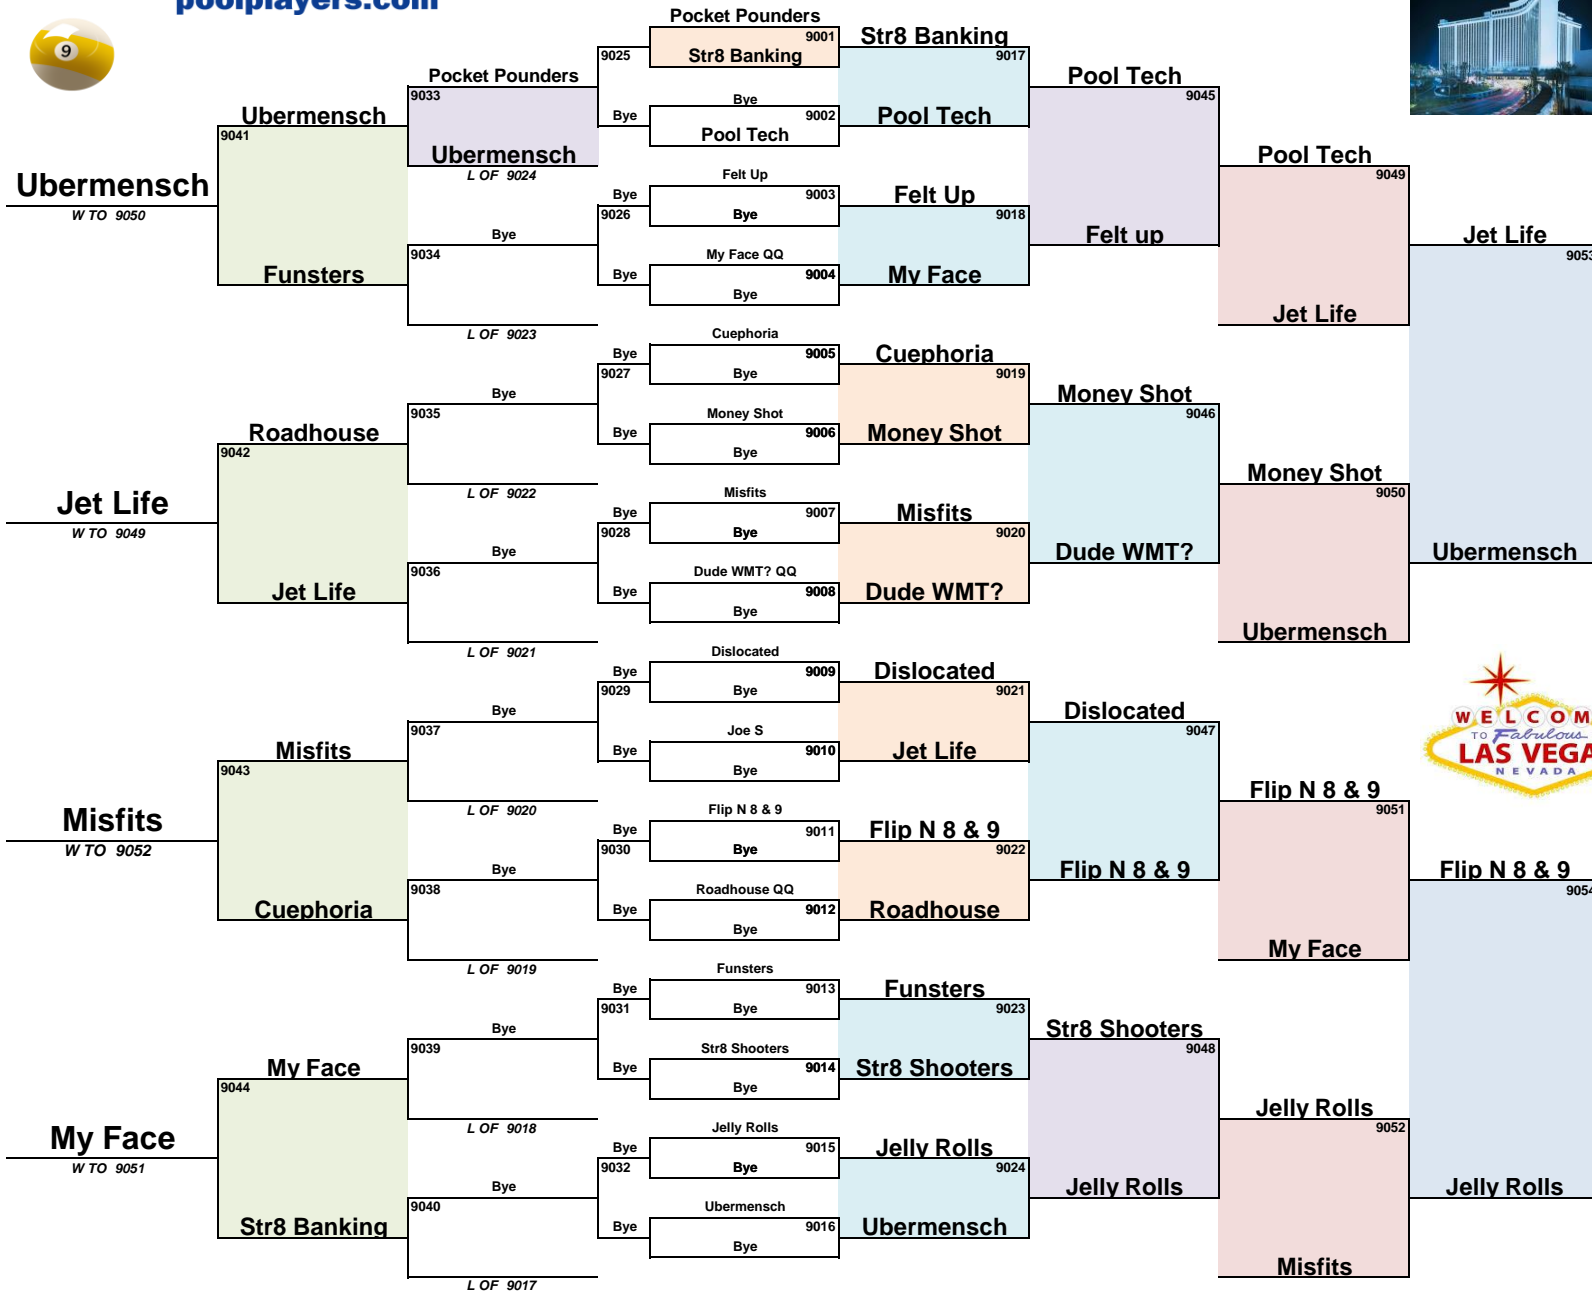 poolplayers.com
9
Pocket Pounders
9001
Str8 Banking
Str8 Banking
9025
9017
Pocket Pounders
Pool Tech
9033
9045
Bye
Ubermensch
Bye
9002
Pool Tech
9041
Pool Tech
Ubermensch
Pool Tech
L OF 9024
Felt Up
9049
Ubermensch
Bye
9003
Felt Up
W TO 9050
9026
Bye
9018
Bye
Felt up
Jet Life
9034
My Face QQ
9053
Funsters
Bye
9004
My Face
Bye
Jet Life
L OF 9023
Cuephoria
Bye
9005
Cuephoria
9027
Bye
9019
Bye
Money Shot
9035
Money Shot
9046
Roadhouse
Bye
9006
Money Shot
9042
Bye
Money Shot
L OF 9022
Misfits
9050
Jet Life
Bye
9007
Misfits
W TO 9049
9028
Bye
9020
Bye
Dude WMT?
Ubermensch
9036
Dude WMT? QQ
Jet Life
Bye
9008
Dude WMT?
Bye
Ubermensch
L OF 9021
Dislocated
Bye
9009
Dislocated
9029
Bye
9021
Bye
Dislocated
WELCOM
9037
Joe S
9047
TO Fabulous
Misfits
Bye
9010
Jet Life
LAS VEGA
9043
Bye
NEVADA
Flip N 8 & 9
L OF 9020
Flip N 8 & 9
9051
Misfits
Bye
9011
Flip N 8 & 9
W TO 9052
9030
Bye
9022
Bye
Flip N 8 & 9
Flip N 8 & 9
9038
Roadhouse QQ
9054
Cuephoria
Bye
9012
Roadhouse
Bye
My Face
L OF 9019
Funsters
Bye
9013
Funsters
9031
Bye
9023
Bye
Str8 Shooters
9039
Str8 Shooters
9048
My Face
Bye
9014
Str8 Shooters
9044
Bye
Jelly Rolls
L OF 9018
Jelly Rolls
9052
My Face
Bye
9015
Jelly Rolls
W TO 9051
9032
Bye
9024
Bye
Jelly Rolls
Jelly Rolls
9040
Ubermensch
Str8 Banking
Bye
9016
Ubermensch
Bye
Misfits
L OF 9017